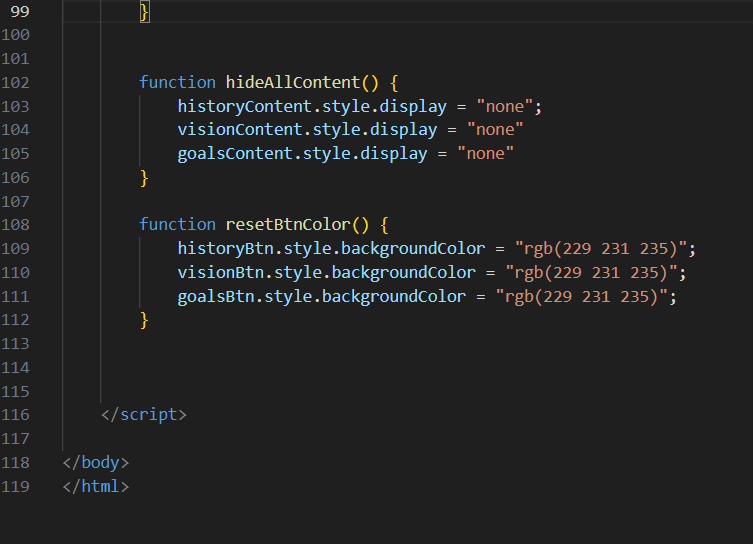 99 }
100
101
102 function hideAllContent() {
103 historyContent.style.display = "none";
104 visionContent.style.display = "none"
105 goalsContent.style.display = "none"
106 }
107
108 function resetBtnColor() {
109 historyBtn.style.backgroundColor = "rgb(229 231 235)";
110 visionBtn.style.backgroundColor = "rgb(229 231 235)";
111 goalsBtn.style.backgroundColor = "rgb(229 231 235)";
112 }
113
114
115
116 </script>
117
118 </body>
119 </html>